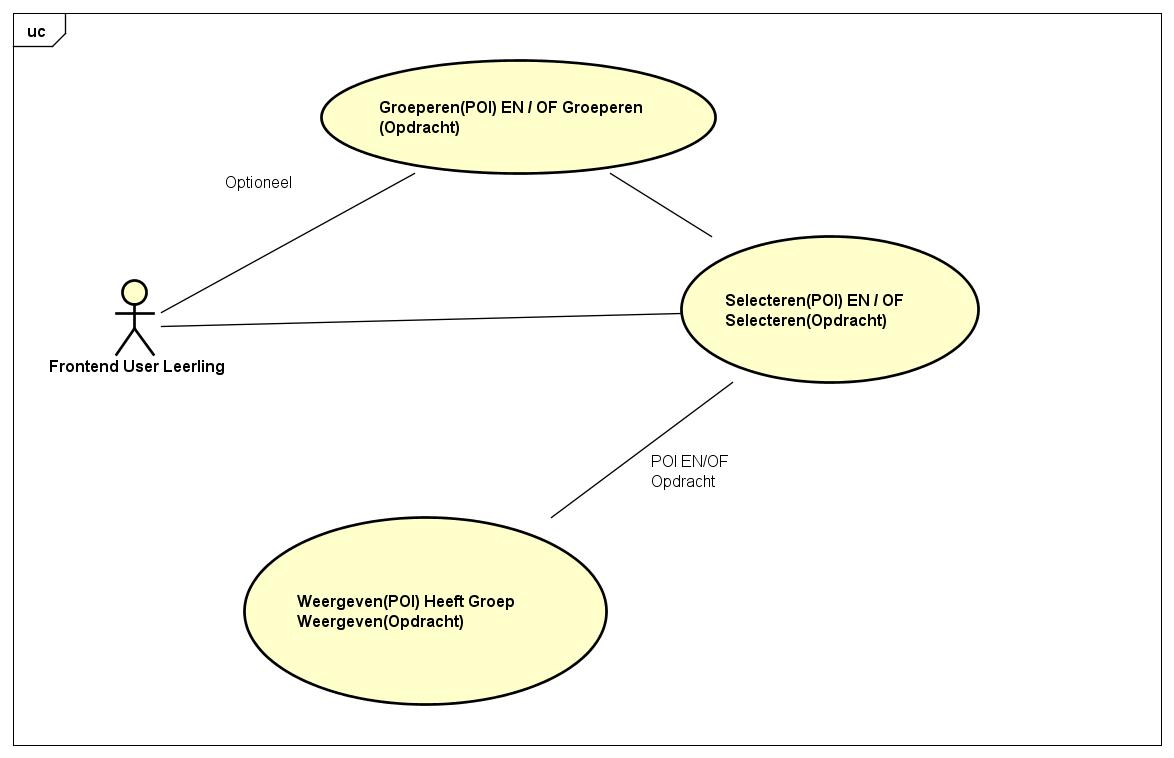 uc
Groeperen(POI) EN / OF Groeperen
(Opdracht)
Optioneel
Selecteren(POI) EN / OF
Selecteren(Opdracht)
Frontend User Leerling
POI EN/OF
Opdracht
Weergeven(POI) Heeft Groep
Weergeven(Opdracht)